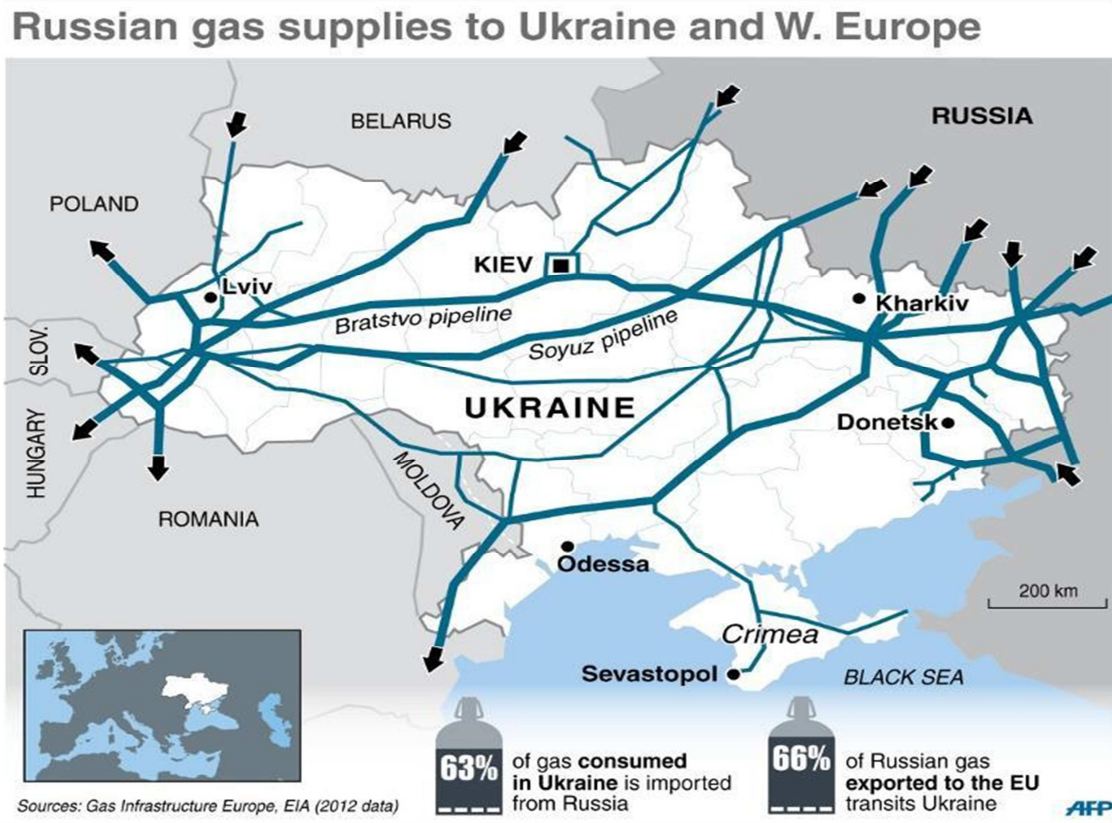 Russian gas supplies to Ukraine and W. Europe
BELARUS
RUSSIA
POLAND
KIEV
Lviv
Kharkiv
Bratstvo pipeline
Soyuz pipeline
SLOV.
UKRAINE
HUNGARY
Donetsk
MOLDOVA
ROMANIA
Odessa
200 km
Crimea
Sevastopol
BLACK SEA
63%
of gas consumed
in Ukraine is imported
from Russia
66%
of Russian gas
exported to the EU
transits Ukraine
Sources: Gas Infrastructure Europe, EIA (2012 data)
AFP